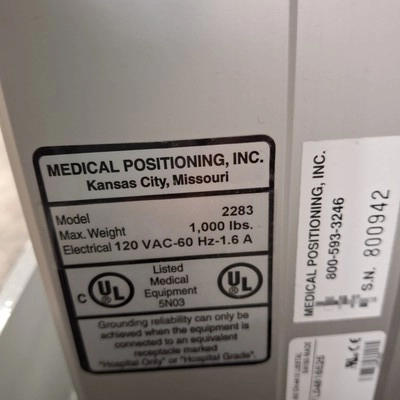 MEDICAL POSITIONING, INC.
Kansas City, Missouri
Model 2283
Max. Weight 1,000 lbs.
Electrical 120 VAC-60 Hz-1.6 A
C UL Listed Medical Equipment 5N03 UL
Grounding reliability can only be
achieved when the equipment is
connected to an equivalent
receptacle marked
"Hospital Only" or "Hospital Grade".
MEDICAL POSITIONING, INC.
800-593-3246
S.N. 800942